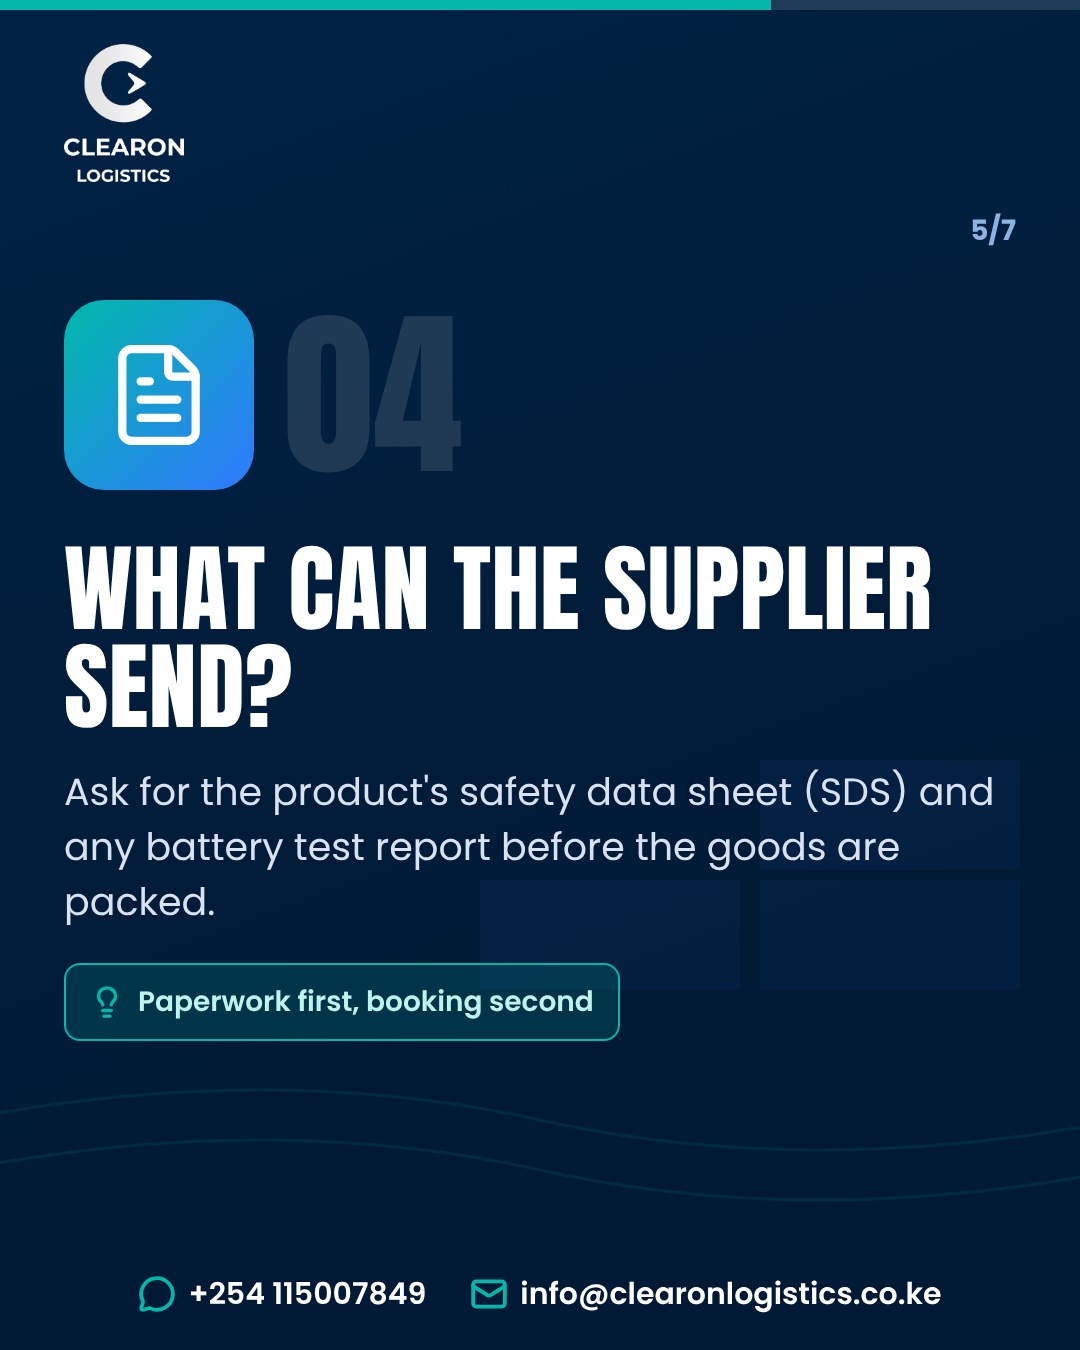 CLEARON
LOGISTICS
5/7
04
WHAT CAN THE SUPPLIER
SEND?
Ask for the product's safety data sheet (SDS) and
any battery test report before the goods are
packed.
Paperwork first, booking second
+254 115007849 info@clearonlogistics.co.ke